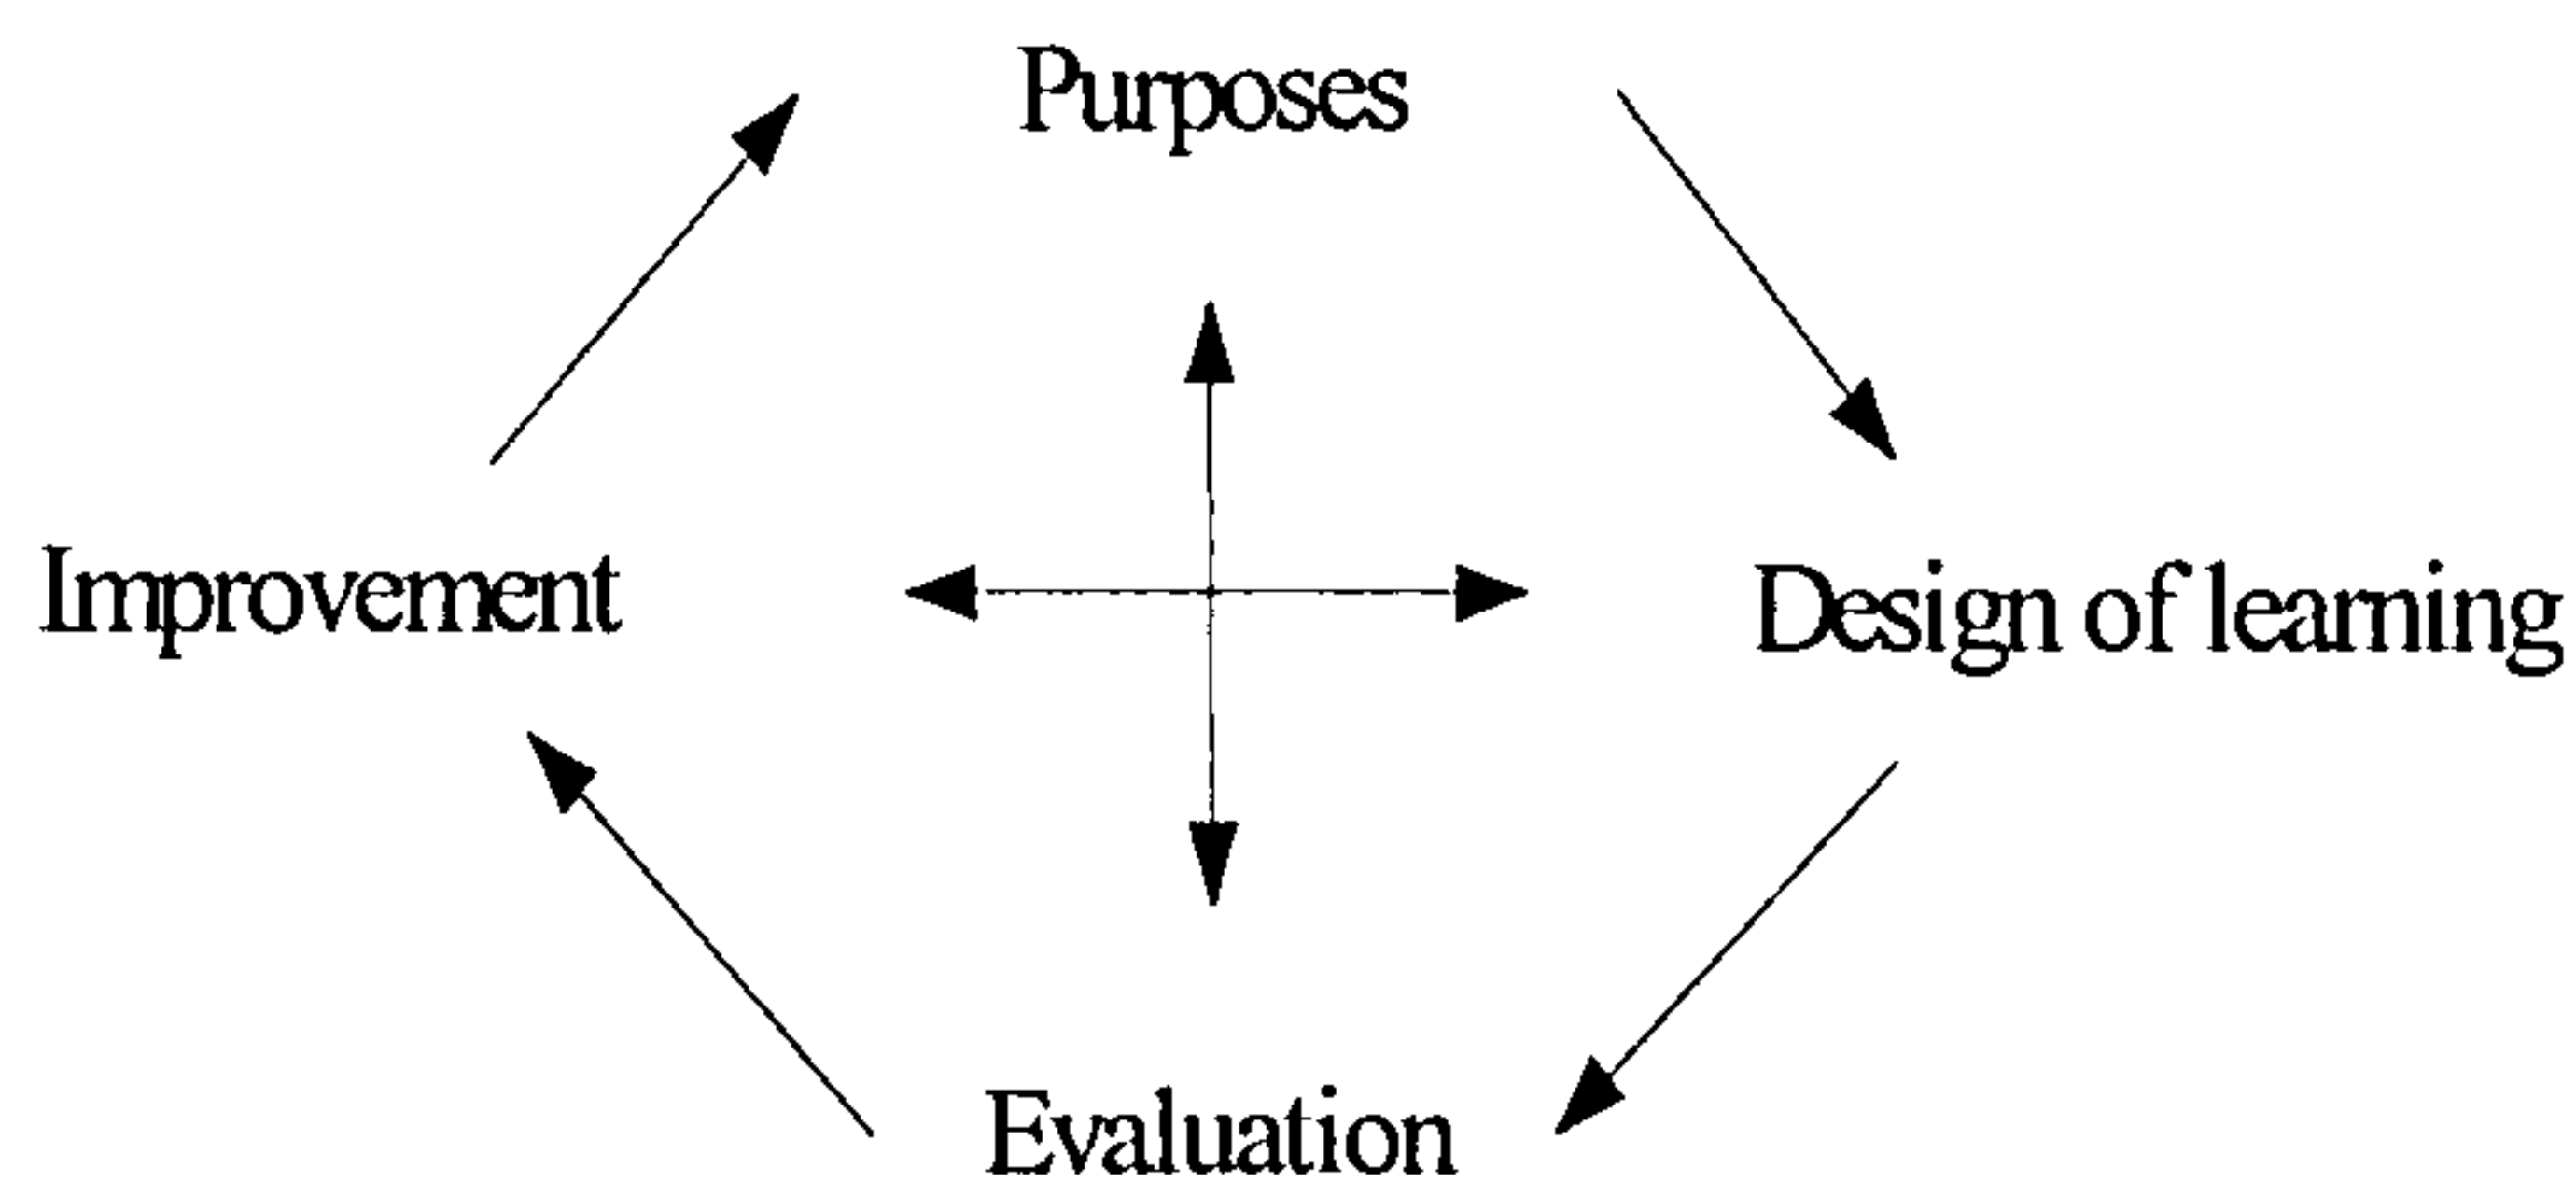 Purposes
Improvement
Design of learning
Evaluation